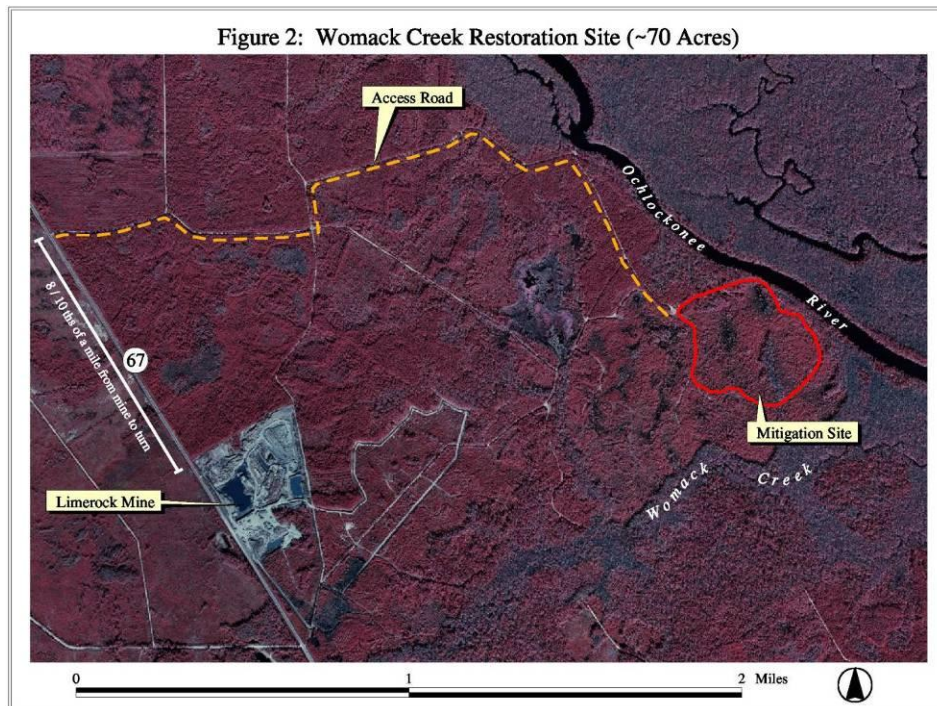 Figure 2: Womack Creek Restoration Site (~70 Acres)
Access Road
Ochlockonee
River
8 / 10 ths of a mile from mine to turn
67
Mitigation Site
Limerock Mine
Womack
Creek
0 1 2 Miles